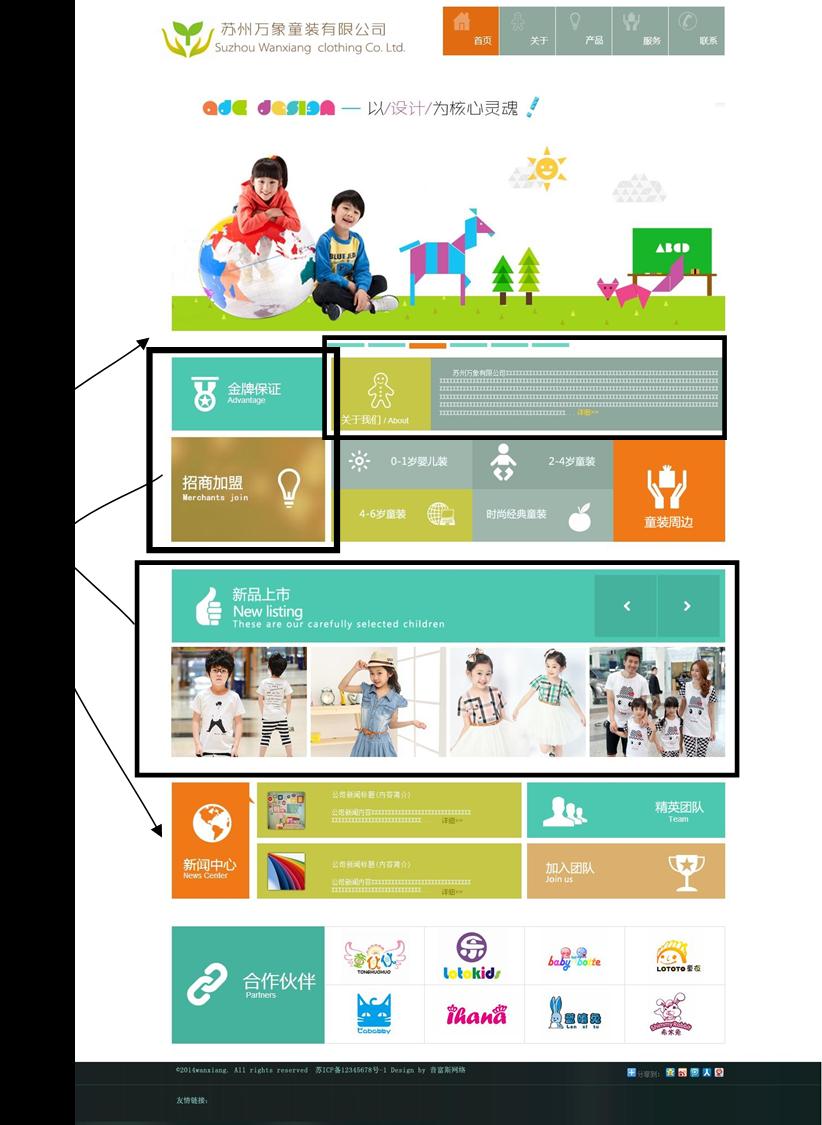 苏州万象童装有限公司
Suzhou Wanxiang clothing Co. Ltd.
首页
关于
产品
服务
联系
ade design — 以/设计/为核心灵魂!
BLUE
ABCD
金牌保证
Advantage
关于我们 / About
苏州万象有限公司
详细>>
招商加盟
Merchants join
0-1岁婴儿装
2-4岁童装
4-6岁童装
时尚经典童装
童装周边
新品上市
New listing
These are our carefully selected children
新闻中心
News Center
公司新闻标题(内容简介)
公司新闻内容
详细>>
公司新闻标题(内容简介)
公司新闻内容
详细>>
精英团队
Team
加入团队
Join us
合作伙伴
Partners
TONGHUOHUO
Lotokids
LOTOTO
ihana
©2014wanxiang. All rights reserved 苏ICP备12345678号-1 Design by 音富斯网络
分享到:
友情链接: